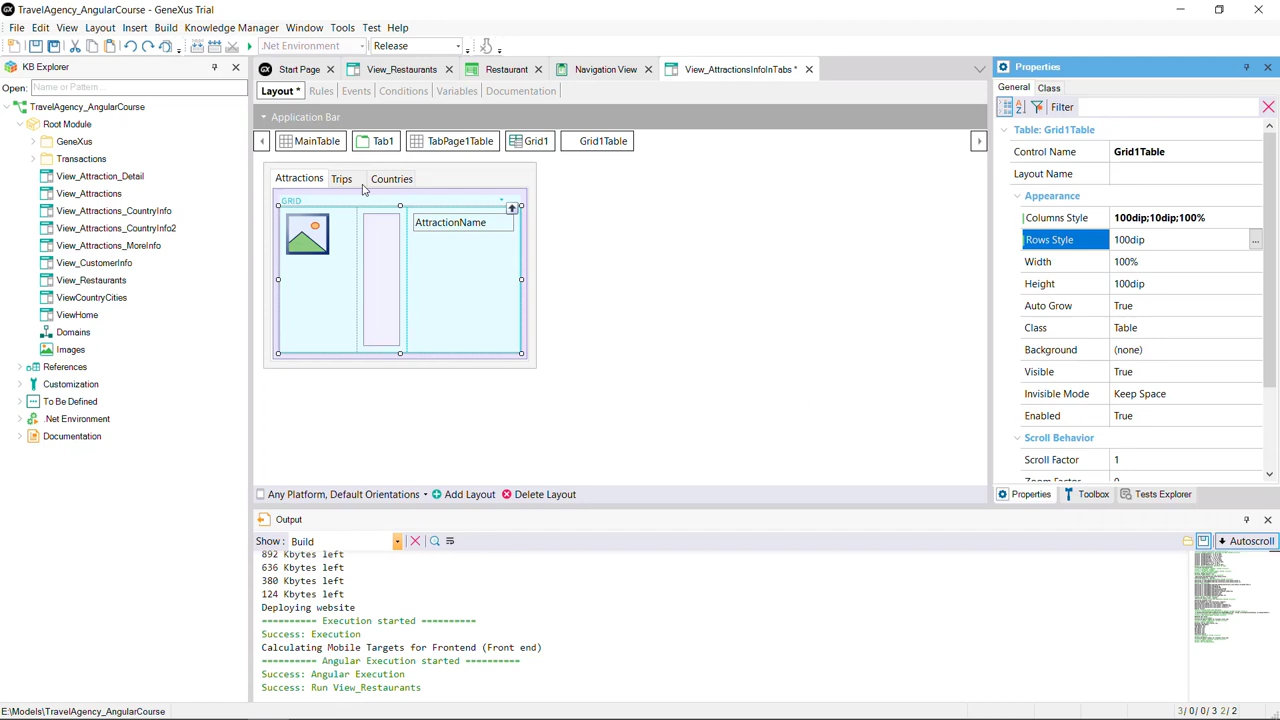 TravelAgency_AngularCourse - GeneXus Trial
File Edit View Layout Insert Build Knowledge Manager Window Tools Test Help
.Net Environment Release
KB Explorer
Open: Name or Pattern...
TravelAgency_AngularCourse
Root Module
GeneXus
Transactions
View_Attraction_Detail
View_Attractions
View_Attractions_CountryInfo
View_Attractions_CountryInfo2
View_Attractions_MoreInfo
View_CustomerInfo
View_Restaurants
ViewCountryCities
ViewHome
Domains
Images
References
Customization
To Be Defined
.Net Environment
Documentation
Start Page View_Restaurants Restaurant Navigation View View_AttractionsInfoInTabs *
Layout * Rules Events Conditions Variables Documentation
Application Bar
MainTable Tab1 TabPage1Table Grid1 Grid1Table
Attractions Trips Countries
GRID
AttractionName
Any Platform, Default Orientations Add Layout Delete Layout
Output
Show: Build Autoscroll
892 Kbytes left
636 Kbytes left
380 Kbytes left
124 Kbytes left
Deploying website
========== Execution started ==========
Success: Execution
Calculating Mobile Targets for Frontend (Front end)
========== Angular Execution started ==========
Success: Angular Execution
Success: Run View_Restaurants
Properties
General Class
Filter
Table: Grid1Table
Control Name Grid1Table
Layout Name
Appearance
Columns Style 100dip;10dip;100%
Rows Style 100dip
Width 100%
Height 100dip
Auto Grow True
Class Table
Background (none)
Visible True
Invisible Mode Keep Space
Enabled True
Scroll Behavior
Scroll Factor 1
Zoom Factor 0
Properties Toolbox Tests Explorer
E:\Models\TravelAgency_AngularCourse
3/ 0/ 0/ 3 2/ 2